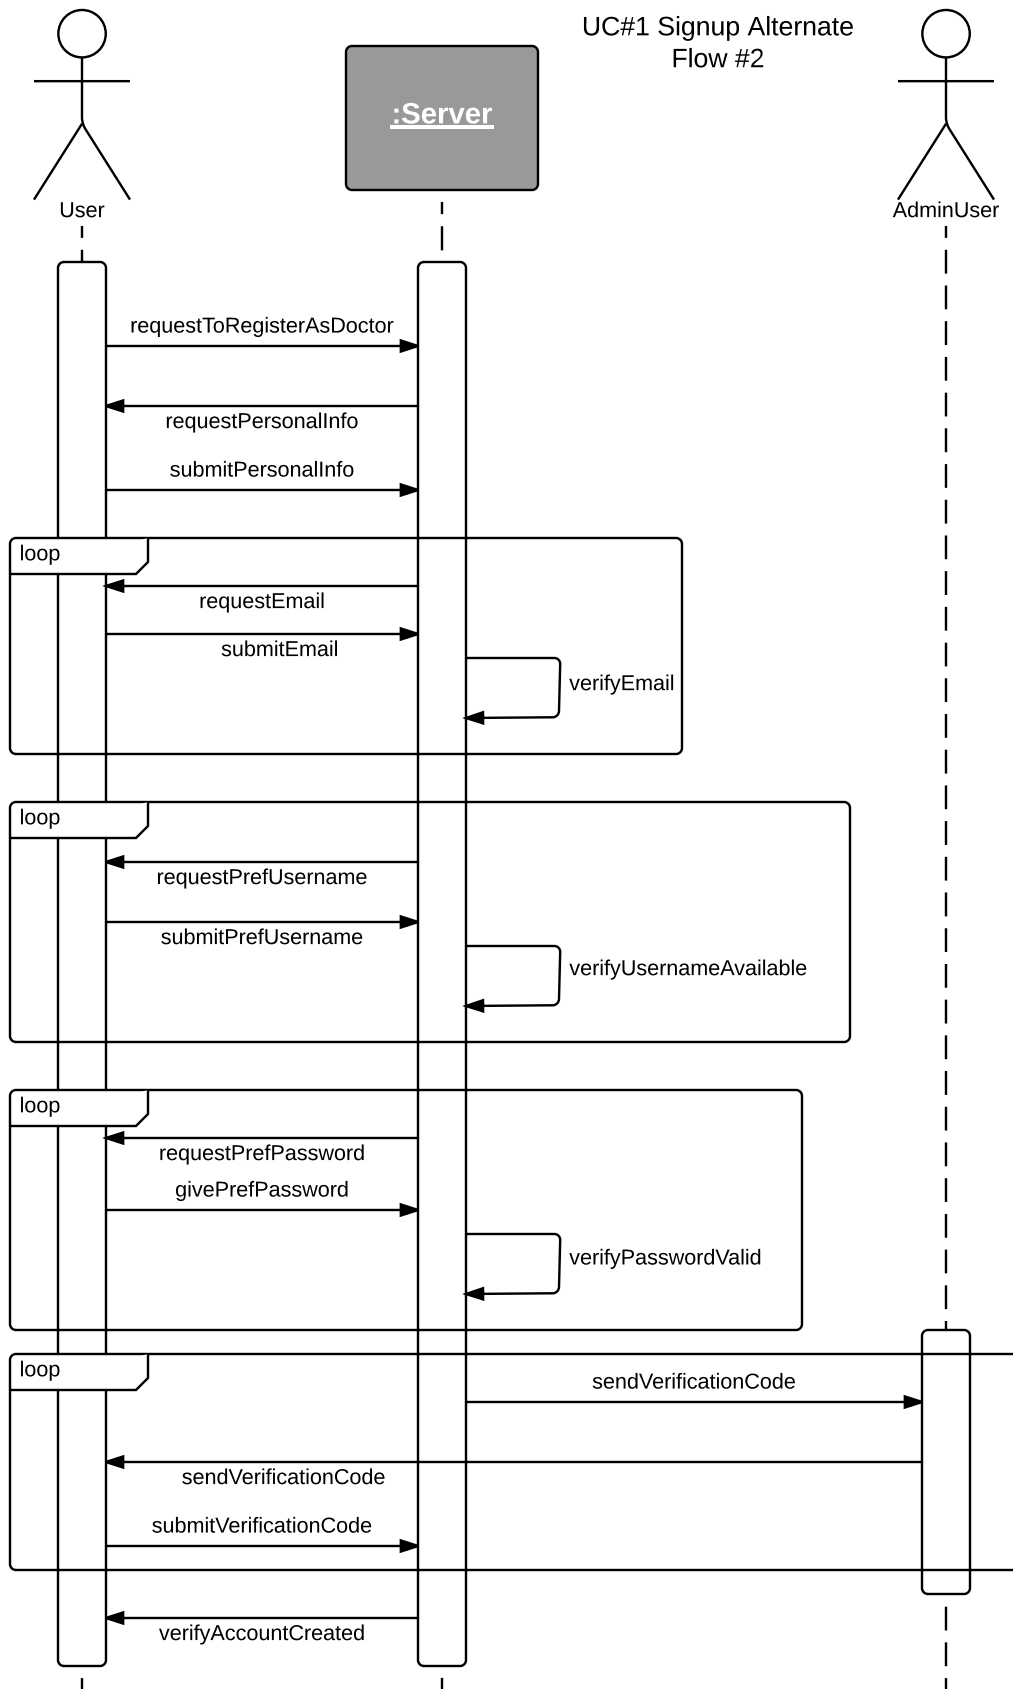 UC#1 Signup Alternate
Flow #2
:Server
User
AdminUser
requestToRegisterAsDoctor
requestPersonalInfo
submitPersonalInfo
loop
requestEmail
submitEmail
verifyEmail
loop
requestPrefUsername
submitPrefUsername
verifyUsernameAvailable
loop
requestPrefPassword
givePrefPassword
verifyPasswordValid
loop
sendVerificationCode
sendVerificationCode
submitVerificationCode
verifyAccountCreated